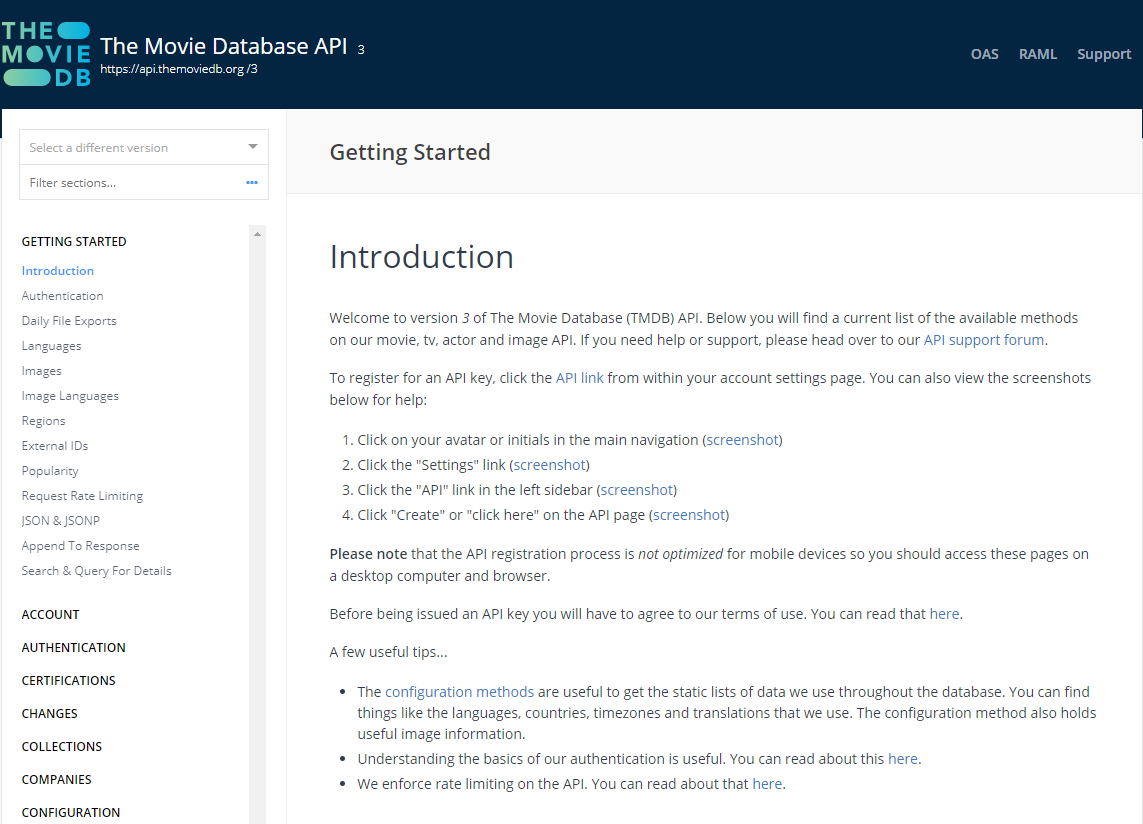 THE
MOVIE
DB
The Movie Database API 3
https://api.themoviedb.org /3
OAS RAML Support
Select a different version
Filter sections...
GETTING STARTED
Introduction
Authentication
Daily File Exports
Languages
Images
Image Languages
Regions
External IDs
Popularity
Request Rate Limiting
JSON & JSONP
Append To Response
Search & Query For Details
ACCOUNT
AUTHENTICATION
CERTIFICATIONS
CHANGES
COLLECTIONS
COMPANIES
CONFIGURATION
Getting Started
Introduction
Welcome to version 3 of The Movie Database (TMDB) API. Below you will find a current list of the available methods
on our movie, tv, actor and image API. If you need help or support, please head over to our API support forum.
To register for an API key, click the API link from within your account settings page. You can also view the screenshots
below for help:
1. Click on your avatar or initials in the main navigation (screenshot)
2. Click the "Settings" link (screenshot)
3. Click the "API" link in the left sidebar (screenshot)
4. Click "Create" or "click here" on the API page (screenshot)
Please note that the API registration process is not optimized for mobile devices so you should access these pages on
a desktop computer and browser.
Before being issued an API key you will have to agree to our terms of use. You can read that here.
A few useful tips...
• The configuration methods are useful to get the static lists of data we use throughout the database. You can find
things like the languages, countries, timezones and translations that we use. The configuration method also holds
useful image information.
• Understanding the basics of our authentication is useful. You can read about this here.
• We enforce rate limiting on the API. You can read about that here.